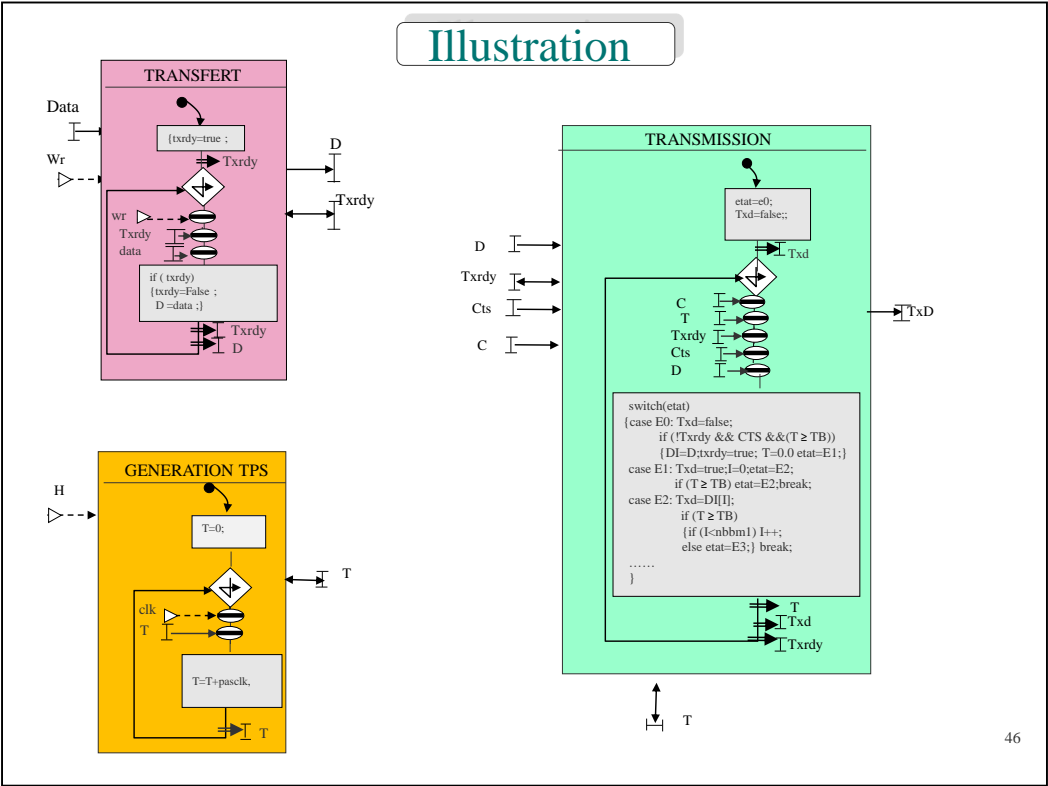 Illustration
TRANSFERT
Data
Wr
{txrdy=true ;
Txrdy
wr
Txrdy
data
if ( txrdy)
{txrdy=False ;
D =data ;}
Txrdy
D
D
Txrdy
GENERATION TPS
H
T=0;
clk
T
T=T+pasclk,
T
T
TRANSMISSION
etat=e0;
Txd=false;;
Txd
D
Txrdy
Cts
C
C
T
Txrdy
Cts
D
TxD
switch(etat)
{case E0: Txd=false;
if (!Txrdy && CTS &&(T ≥ TB))
{DI=D;txrdy=true; T=0.0 etat=E1;}
case E1: Txd=true;I=0;etat=E2;
if (T ≥ TB) etat=E2;break;
case E2: Txd=DI[I];
if (T ≥ TB)
{if (I<nbbm1) I++;
else etat=E3;} break;
……
}
T
Txd
Txrdy
T
46